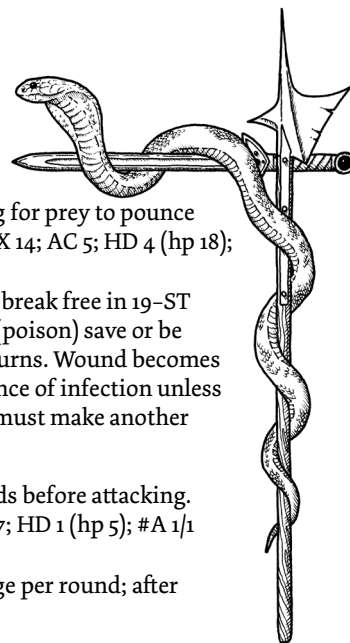 g for prey to pounce
X 14; AC 5; HD 4 (hp 18);
break free in 19–ST
(poison) save or be
urns. Wound becomes
nce of infection unless
must make another
ds before attacking.
7; HD 1 (hp 5); #A 1/1
ge per round; after